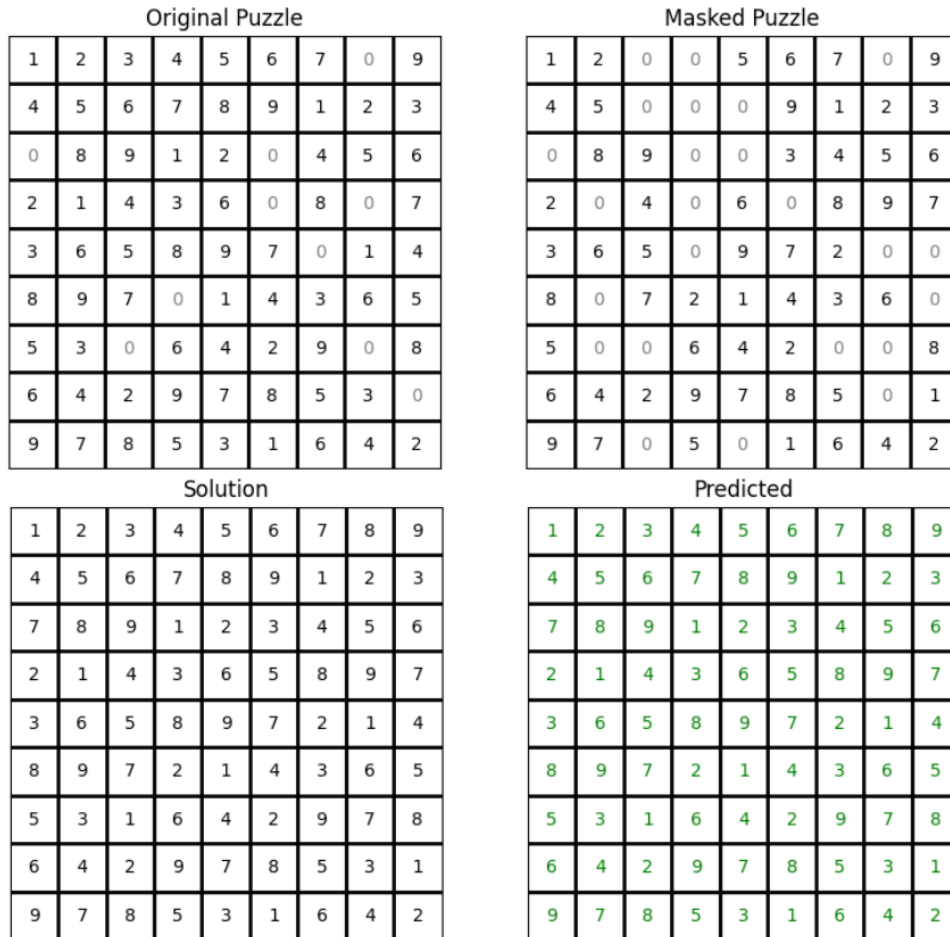 Original Puzzle
1 2 3 4 5 6 7 0 9
4 5 6 7 8 9 1 2 3
0 8 9 1 2 0 4 5 6
2 1 4 3 6 0 8 0 7
3 6 5 8 9 7 0 1 4
8 9 7 0 1 4 3 6 5
5 3 0 6 4 2 9 0 8
6 4 2 9 7 8 5 3 0
9 7 8 5 3 1 6 4 2
Masked Puzzle
1 2 0 0 5 6 7 0 9
4 5 0 0 0 9 1 2 3
0 8 9 0 0 3 4 5 6
2 0 4 0 6 0 8 9 7
3 6 5 0 9 7 2 0 0
8 0 7 2 1 4 3 6 0
5 0 0 6 4 2 0 0 8
6 4 2 9 7 8 5 0 1
9 7 0 5 0 1 6 4 2
Solution
1 2 3 4 5 6 7 8 9
4 5 6 7 8 9 1 2 3
7 8 9 1 2 3 4 5 6
2 1 4 3 6 5 8 9 7
3 6 5 8 9 7 2 1 4
8 9 7 2 1 4 3 6 5
5 3 1 6 4 2 9 7 8
6 4 2 9 7 8 5 3 1
9 7 8 5 3 1 6 4 2
Predicted
1 2 3 4 5 6 7 8 9
4 5 6 7 8 9 1 2 3
7 8 9 1 2 3 4 5 6
2 1 4 3 6 5 8 9 7
3 6 5 8 9 7 2 1 4
8 9 7 2 1 4 3 6 5
5 3 1 6 4 2 9 7 8
6 4 2 9 7 8 5 3 1
9 7 8 5 3 1 6 4 2